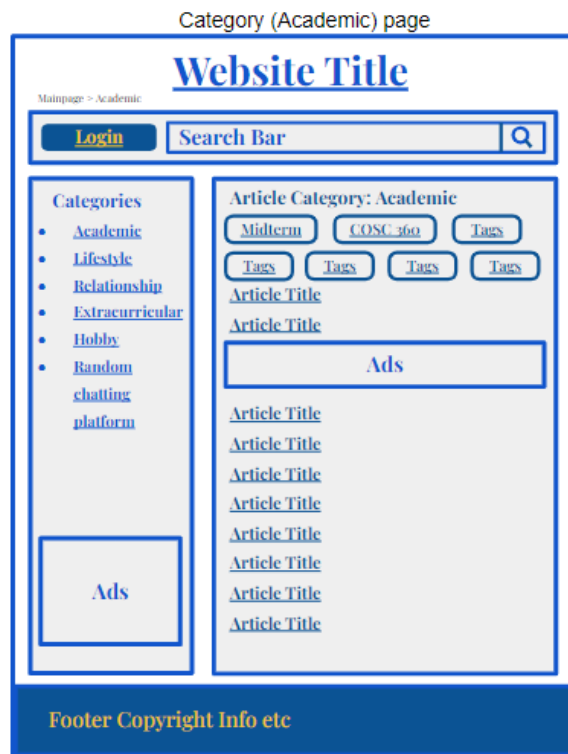 Category (Academic) page
Website Title
Mainpage > Academic
Login
Search Bar
Categories
Academic
Lifestyle
Relationship
Extracurricular
Hobby
Random
chatting
platform
Ads
Article Category: Academic
Midterm COSC 360 Tags
Tags Tags Tags Tags
Article Title
Article Title
Ads
Article Title
Article Title
Article Title
Article Title
Article Title
Article Title
Article Title
Article Title
Footer Copyright Info etc